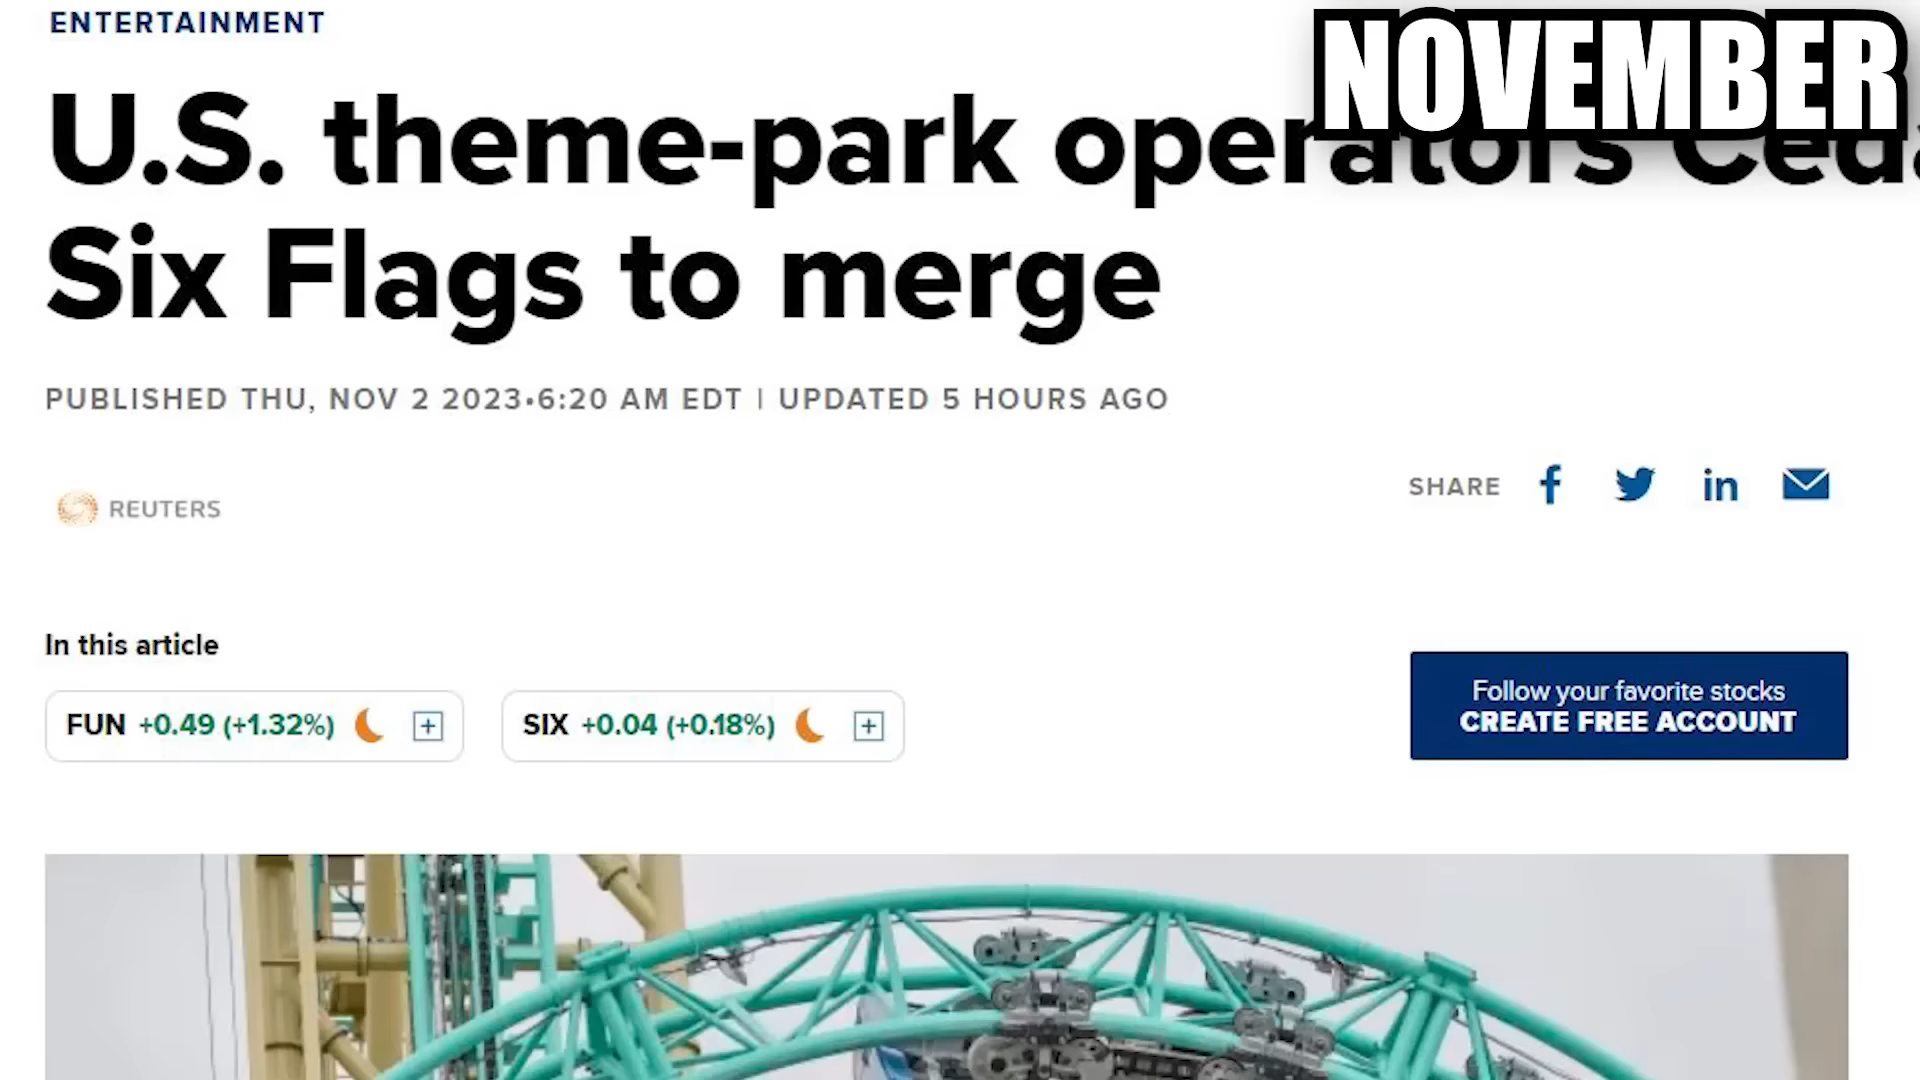 ENTERTAINMENT
NOVEMBER
U.S. theme-park operators Ceda
Six Flags to merge
PUBLISHED THU, NOV 2 2023•6:20 AM EDT | UPDATED 5 HOURS AGO
SHARE
REUTERS
In this article
FUN +0.49 (+1.32%)
SIX +0.04 (+0.18%)
Follow your favorite stocks
CREATE FREE ACCOUNT